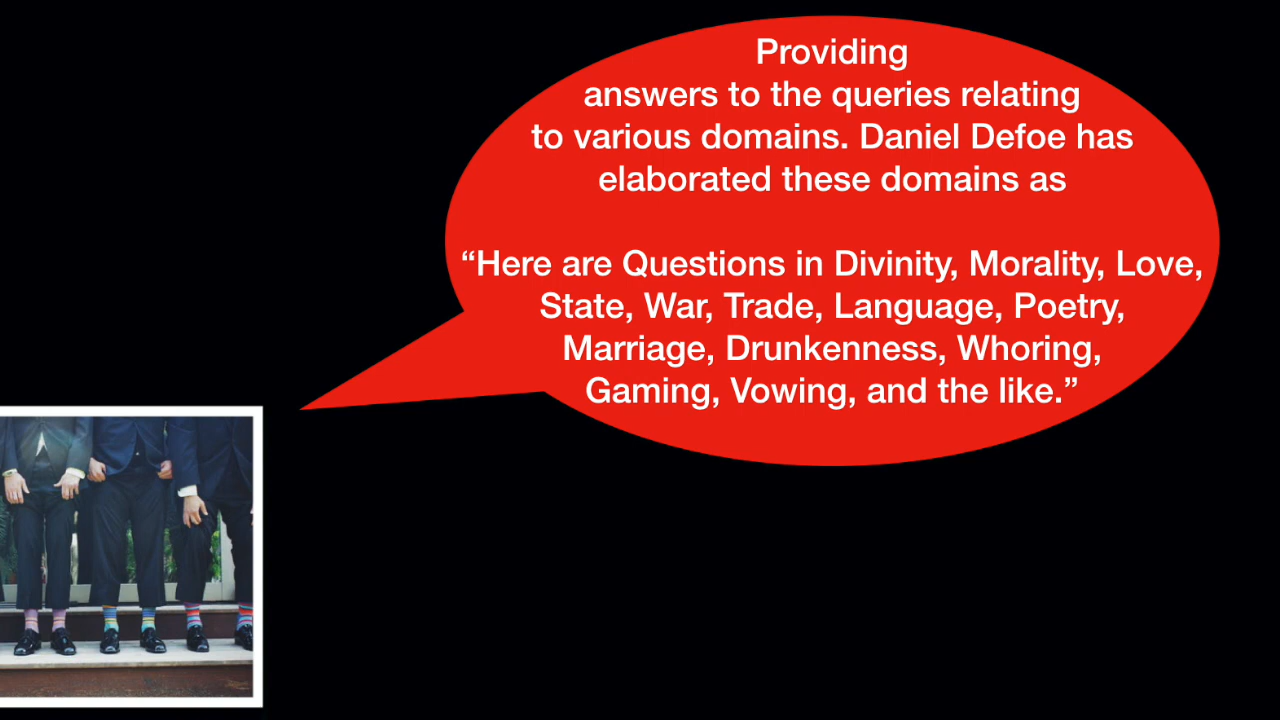 Providing
answers to the queries relating
to various domains. Daniel Defoe has
elaborated these domains as
“Here are Questions in Divinity, Morality, Love,
State, War, Trade, Language, Poetry,
Marriage, Drunkenness, Whoring,
Gaming, Vowing, and the like.”